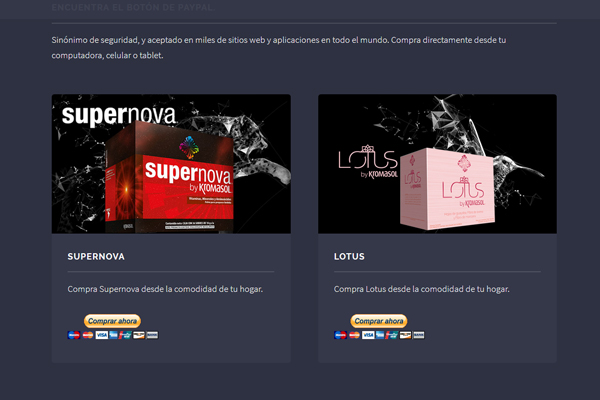 ENCUENTRA EL BOTÓN DE PAYPAL
Sinónimo de seguridad, y aceptado en miles de sitios web y aplicaciones en todo el mundo. Compra directamente desde tu
computadora, celular o tablet.
supernova
supernova
by KROMASOL
SUPERNOVA
Compra Supernova desde la comodidad de tu hogar.
Comprar ahora
VISA
LOTUS
by KROMASOL
LOTUS
by KROMASOL
LOTUS
Compra Lotus desde la comodidad de tu hogar.
Comprar ahora
VISA